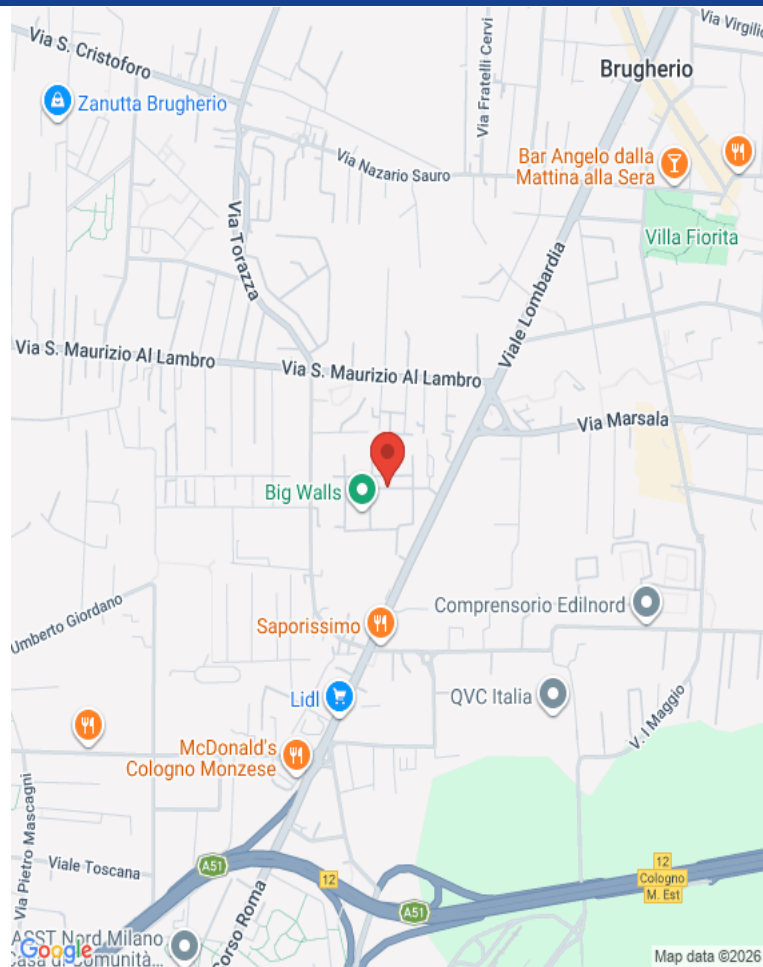 Via Virgilio
Via S. Cristoforo
Via Fratelli Cervi
Brugherio
Zanutta Brugherio
Via Nazario Sauro
Bar Angelo dalla
Mattina alla Sera
Via Torazza
Villa Fiorita
Viale Lombardia
Via S. Maurizio Al Lambro
Via S. Maurizio Al Lambro
Via Marsala
Big Walls
Umberto Giordano
Comprensorio Edilnord
Saporissimo
Lidl
QVC Italia
V. I Maggio
McDonald's
Cologno Monzese
Via Pietro Mascagni
Viale Toscana
A51
12
12
Cologno
M. Est
A51
Corso Roma
ASST Nord Milano
Casa di Comunità...
Google
Map data ©2026